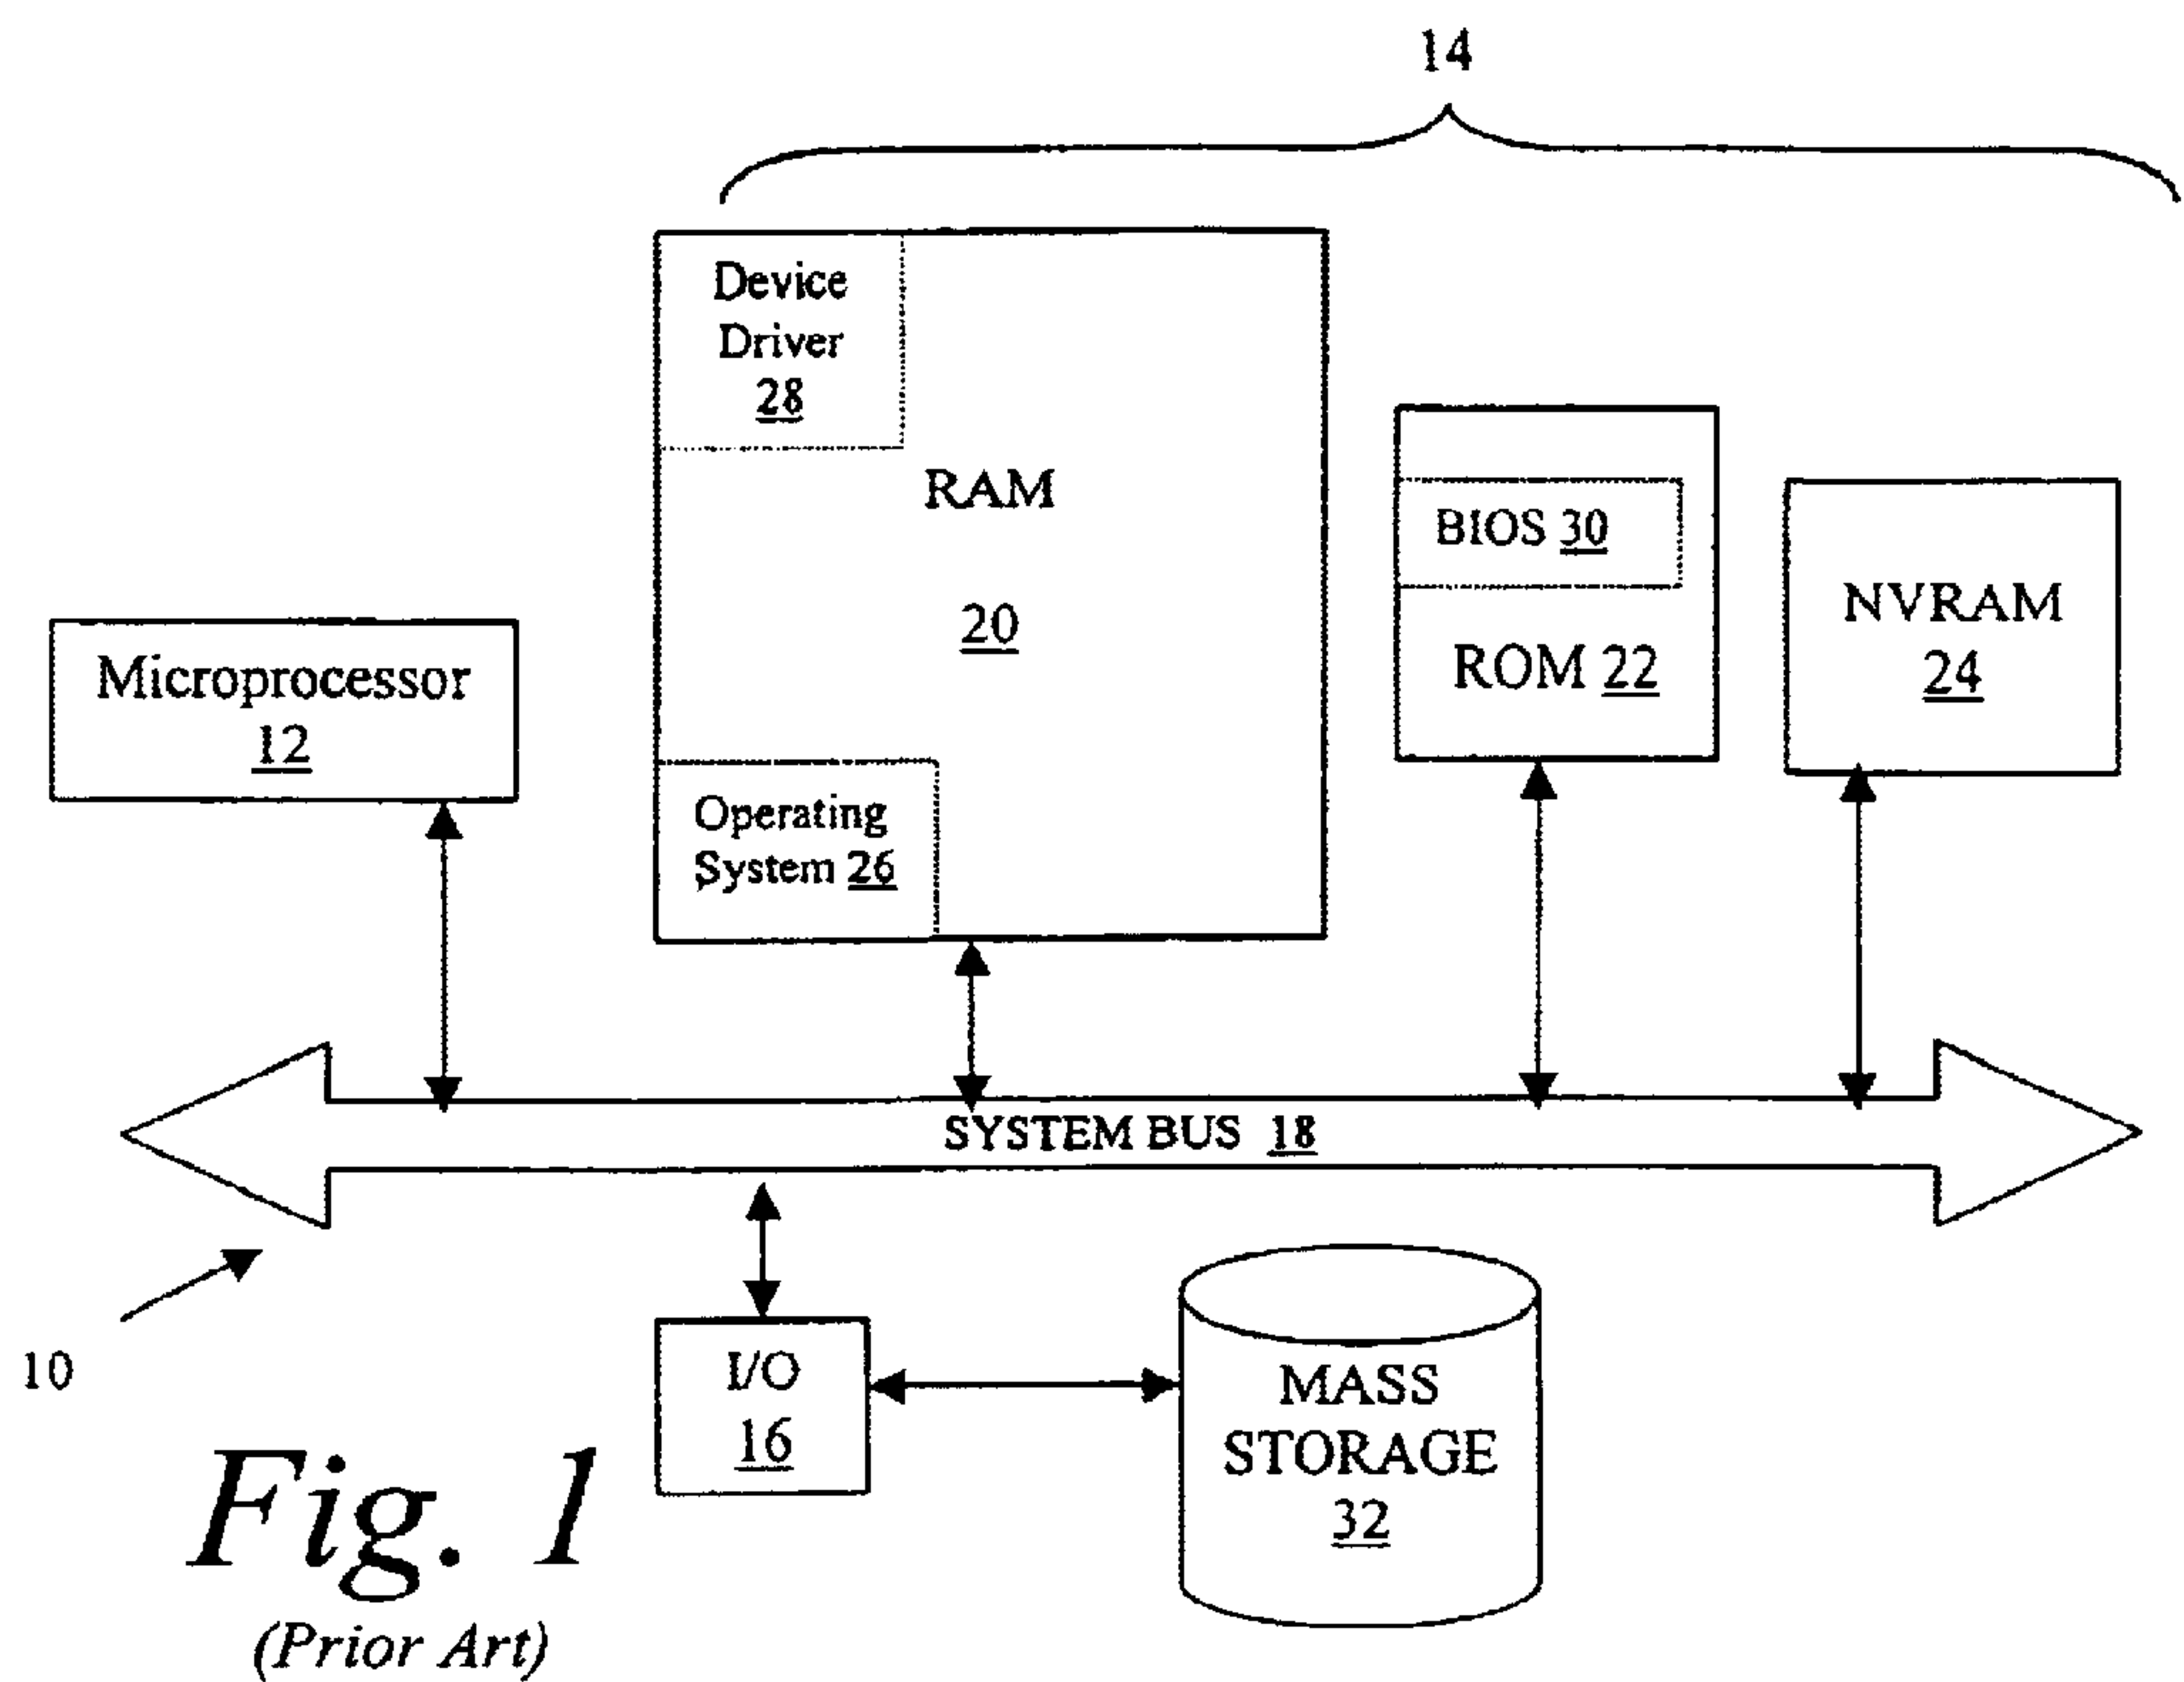 14
Device
Driver
28
RAM
20
Operating
System 26
BIOS 30
ROM 22
NVRAM
24
Microprocessor
12
SYSTEM BUS 18
10
I/O
16
MASS
STORAGE
32
Fig. 1
(Prior Art)